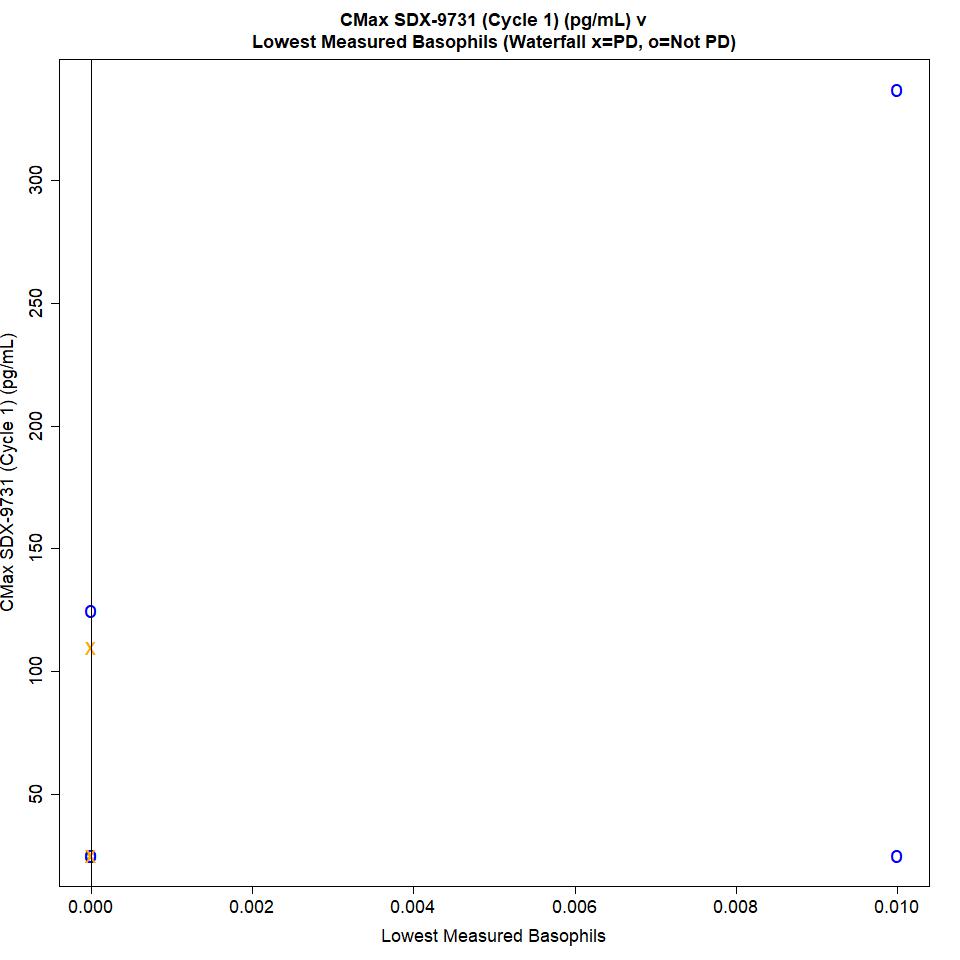 CMax SDX-9731 (Cycle 1) (pg/mL) v
Lowest Measured Basophils (Waterfall x=PD, o=Not PD)
CMax SDX-9731 (Cycle 1) (pg/mL)
300
250
200
150
100
50
o
o
x
o
x
o
0.000
0.002
0.004
0.006
0.008
0.010
Lowest Measured Basophils